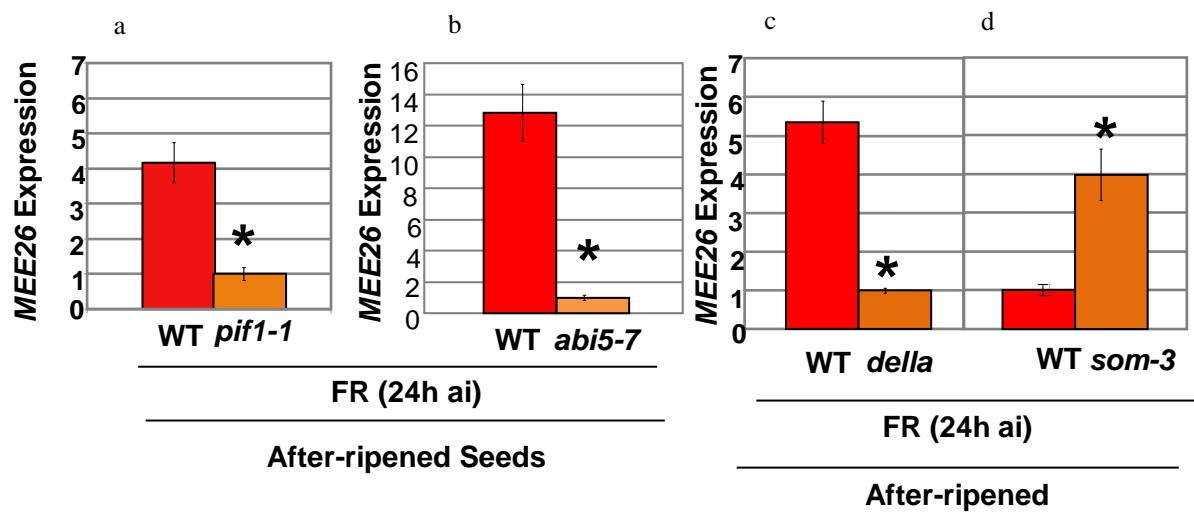 a
b
c
d
MEE26 Expression
7
6
5
4
3
2
1
0
*
WT pif1-1
MEE26 Expression
16
14
12
10
8
6
4
2
0
*
WT abi5-7
FR (24h ai)
After-ripened Seeds
MEE26 Expression
7
6
5
4
3
2
1
0
*
*
WT della
WT som-3
FR (24h ai)
After-ripened